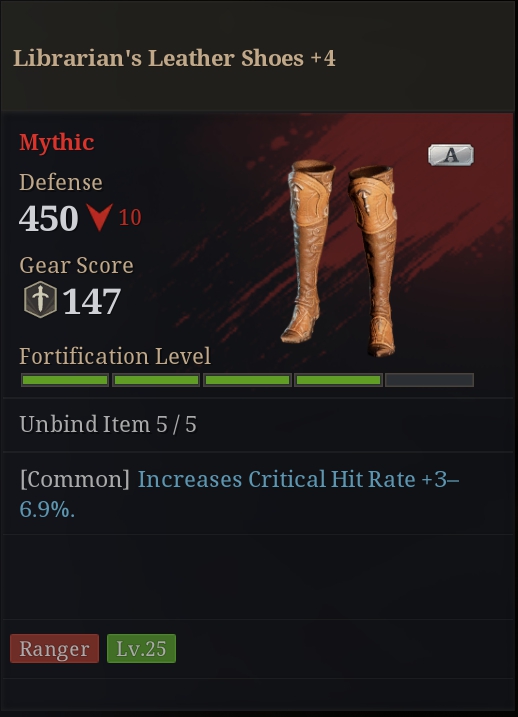 Librarian's Leather Shoes +4
Mythic
A
Defense
450 10
Gear Score
147
Fortification Level
Unbind Item 5 / 5
[Common] Increases Critical Hit Rate +3–
6.9%.
Ranger Lv.25